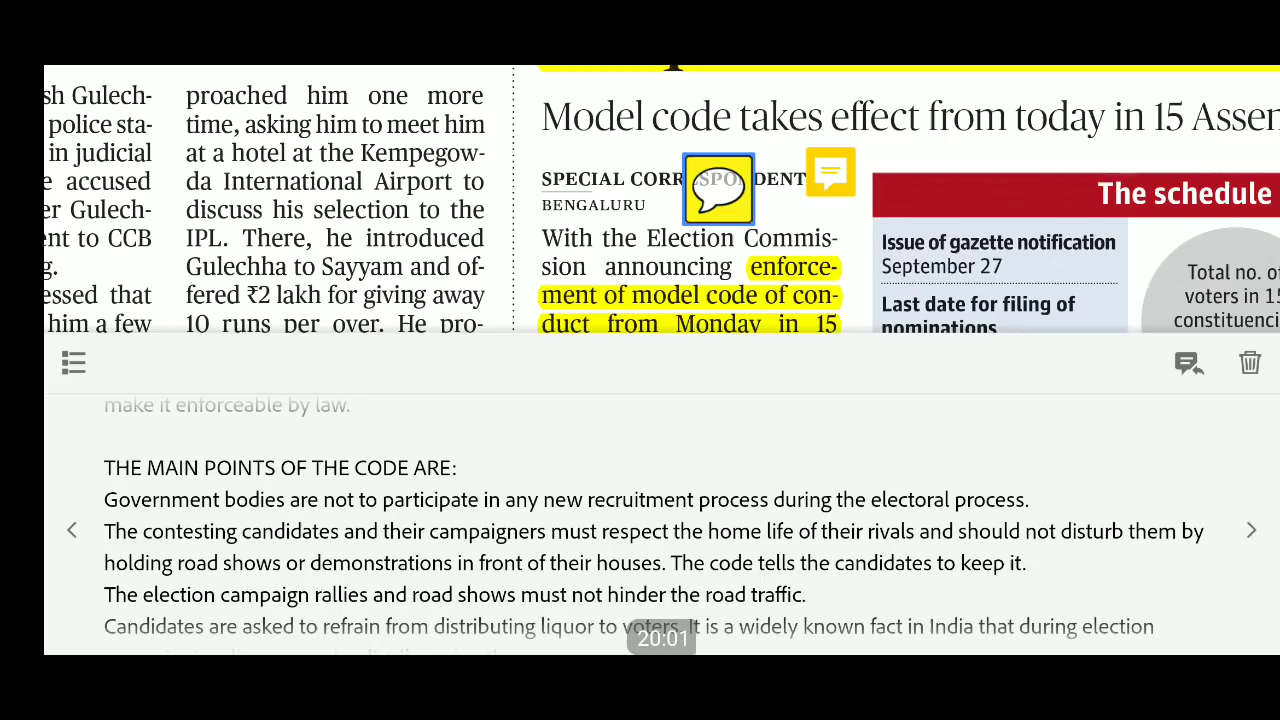 sh Gulech-
police sta-
in judicial
e accused
er Gulech-
ent to CCB
g.
essed that
him a few
proached him one more
time, asking him to meet him
at a hotel at the Kempegow-
da International Airport to
discuss his selection to the
IPL. There, he introduced
Gulechha to Sayyam and of-
fered ₹2 lakh for giving away
10 runs per over. He pro-
Model code takes effect from today in 15 Assem
SPECIAL CORRESPONDENT
BENGALURU
With the Election Commis-
sion announcing enforce-
ment of model code of con-
duct from Monday in 15
The schedule
Issue of gazette notification
September 27
Last date for filing of
nominations
Total no. of
voters in 15
constituenci
make it enforceable by law.
THE MAIN POINTS OF THE CODE ARE:
Government bodies are not to participate in any new recruitment process during the electoral process.
The contesting candidates and their campaigners must respect the home life of their rivals and should not disturb them by
holding road shows or demonstrations in front of their houses. The code tells the candidates to keep it.
The election campaign rallies and road shows must not hinder the road traffic.
Candidates are asked to refrain from distributing liquor to voters. It is a widely known fact in India that during election
20:01